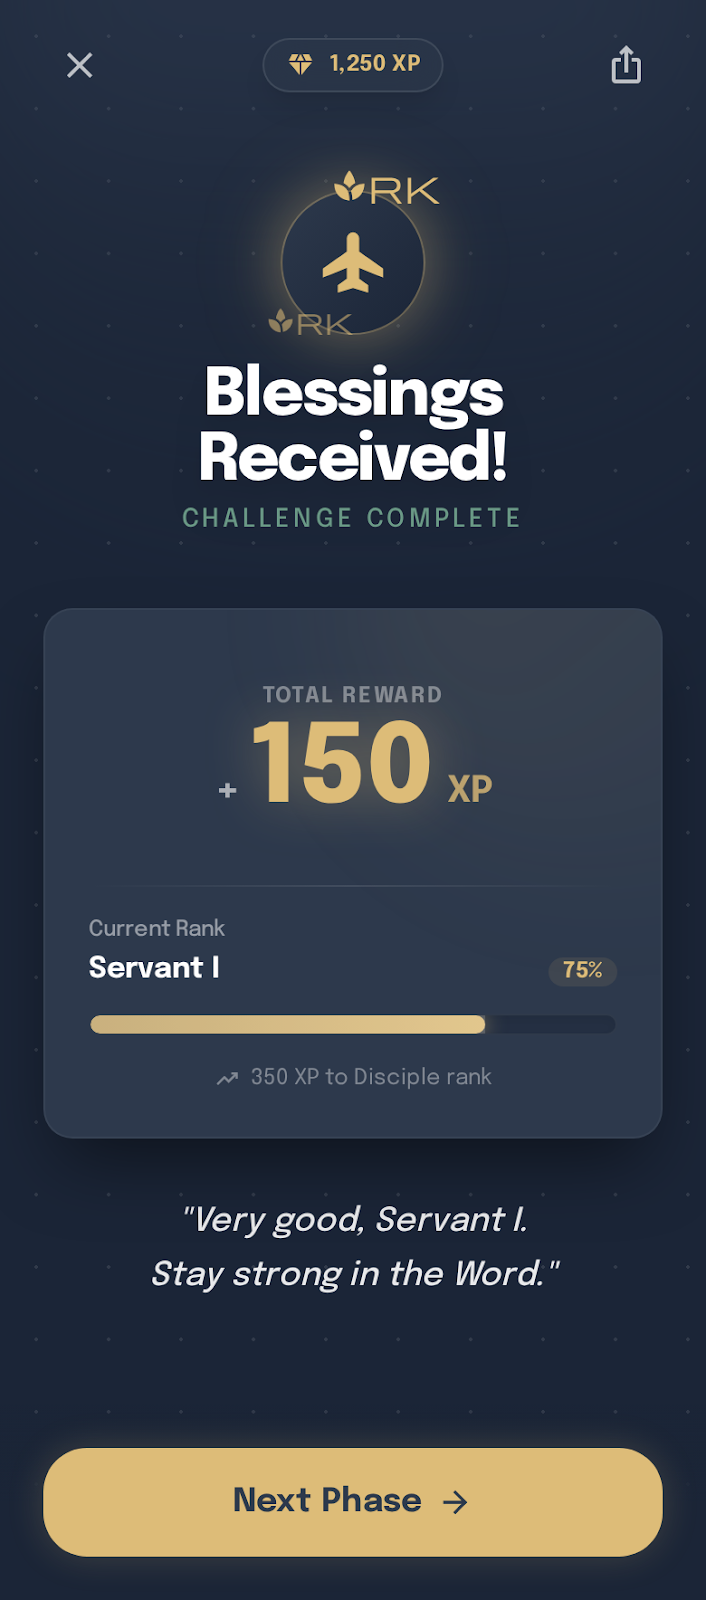 1,250 XP
RK
RK
Blessings
Received!
CHALLENGE COMPLETE
TOTAL REWARD
+ 150 XP
Current Rank
Servant I
75%
350 XP to Disciple rank
"Very good, Servant I.
Stay strong in the Word."
Next Phase →